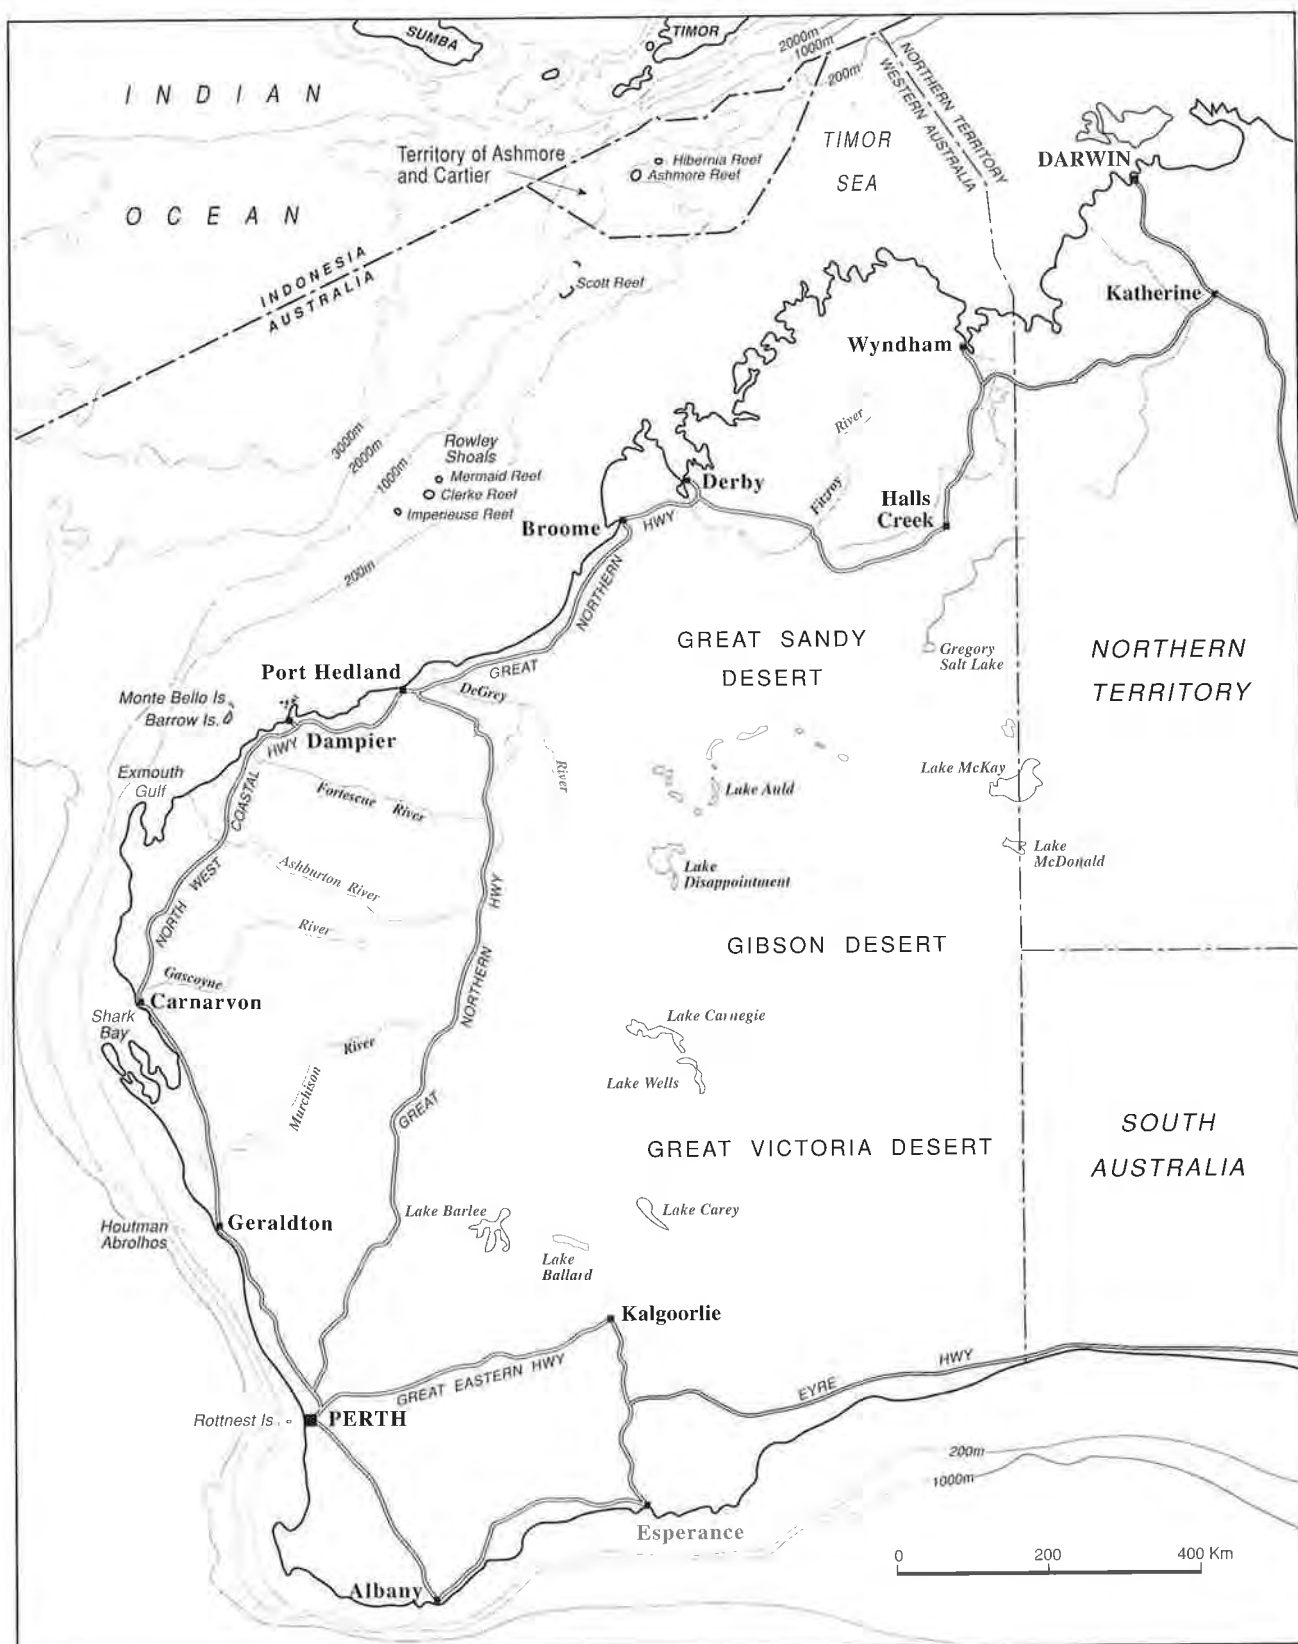 SUMBA
TIMOR
2000m
1000m
200m
NORTHERN TERRITORY
WESTERN AUSTRALIA
INDIAN
OCEAN
TIMOR
SEA
Territory of Ashmore
and Cartier
Hibernia Reef
Ashmore Reef
DARWIN
INDONESIA
AUSTRALIA
Scott Reef
Katherine
Wyndham
3000m
2000m
1000m
200m
Rowley
Shoals
Mermaid Reef
Clerke Reef
Imperieuse Reef
River
Fitzroy
Derby
Halls
Creek
Broome
HWY
NORTHERN
GREAT
GREAT SANDY
DESERT
Gregory
Salt Lake
NORTHERN
TERRITORY
Port Hedland
DeGrey
River
Monte Bello Is.
Barrow Is.
HWY
Dampier
Exmouth
Gulf
COASTAL
WEST
NORTH
Fortescue River
Lake Auld
Lake McKay
Lake
McDonald
Ashburton River
Lake
Disappointment
HWY
NORTHERN
GREAT
River
Gascoyne
GIBSON DESERT
Carnarvon
Shark
Bay
Lake Carnegie
River
Murchison
Lake Wells
GREAT VICTORIA DESERT
SOUTH
AUSTRALIA
Houtman
Abrolhos
Geraldton
Lake Barlee
Lake Carey
Lake
Ballard
Kalgoorlie
GREAT EASTERN HWY
EYRE
HWY
Rottnest Is.
PERTH
200m
1000m
Esperance
Albany
0 200 400 Km